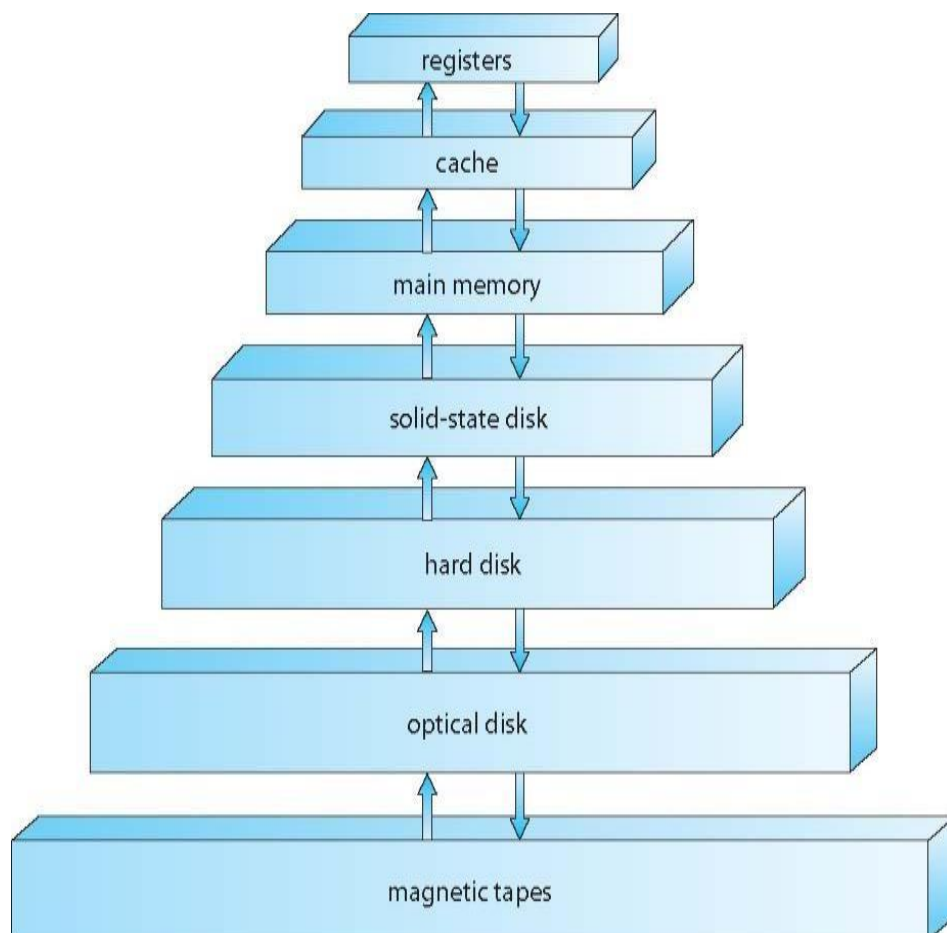 registers
cache
main memory
solid-state disk
hard disk
optical disk
magnetic tapes